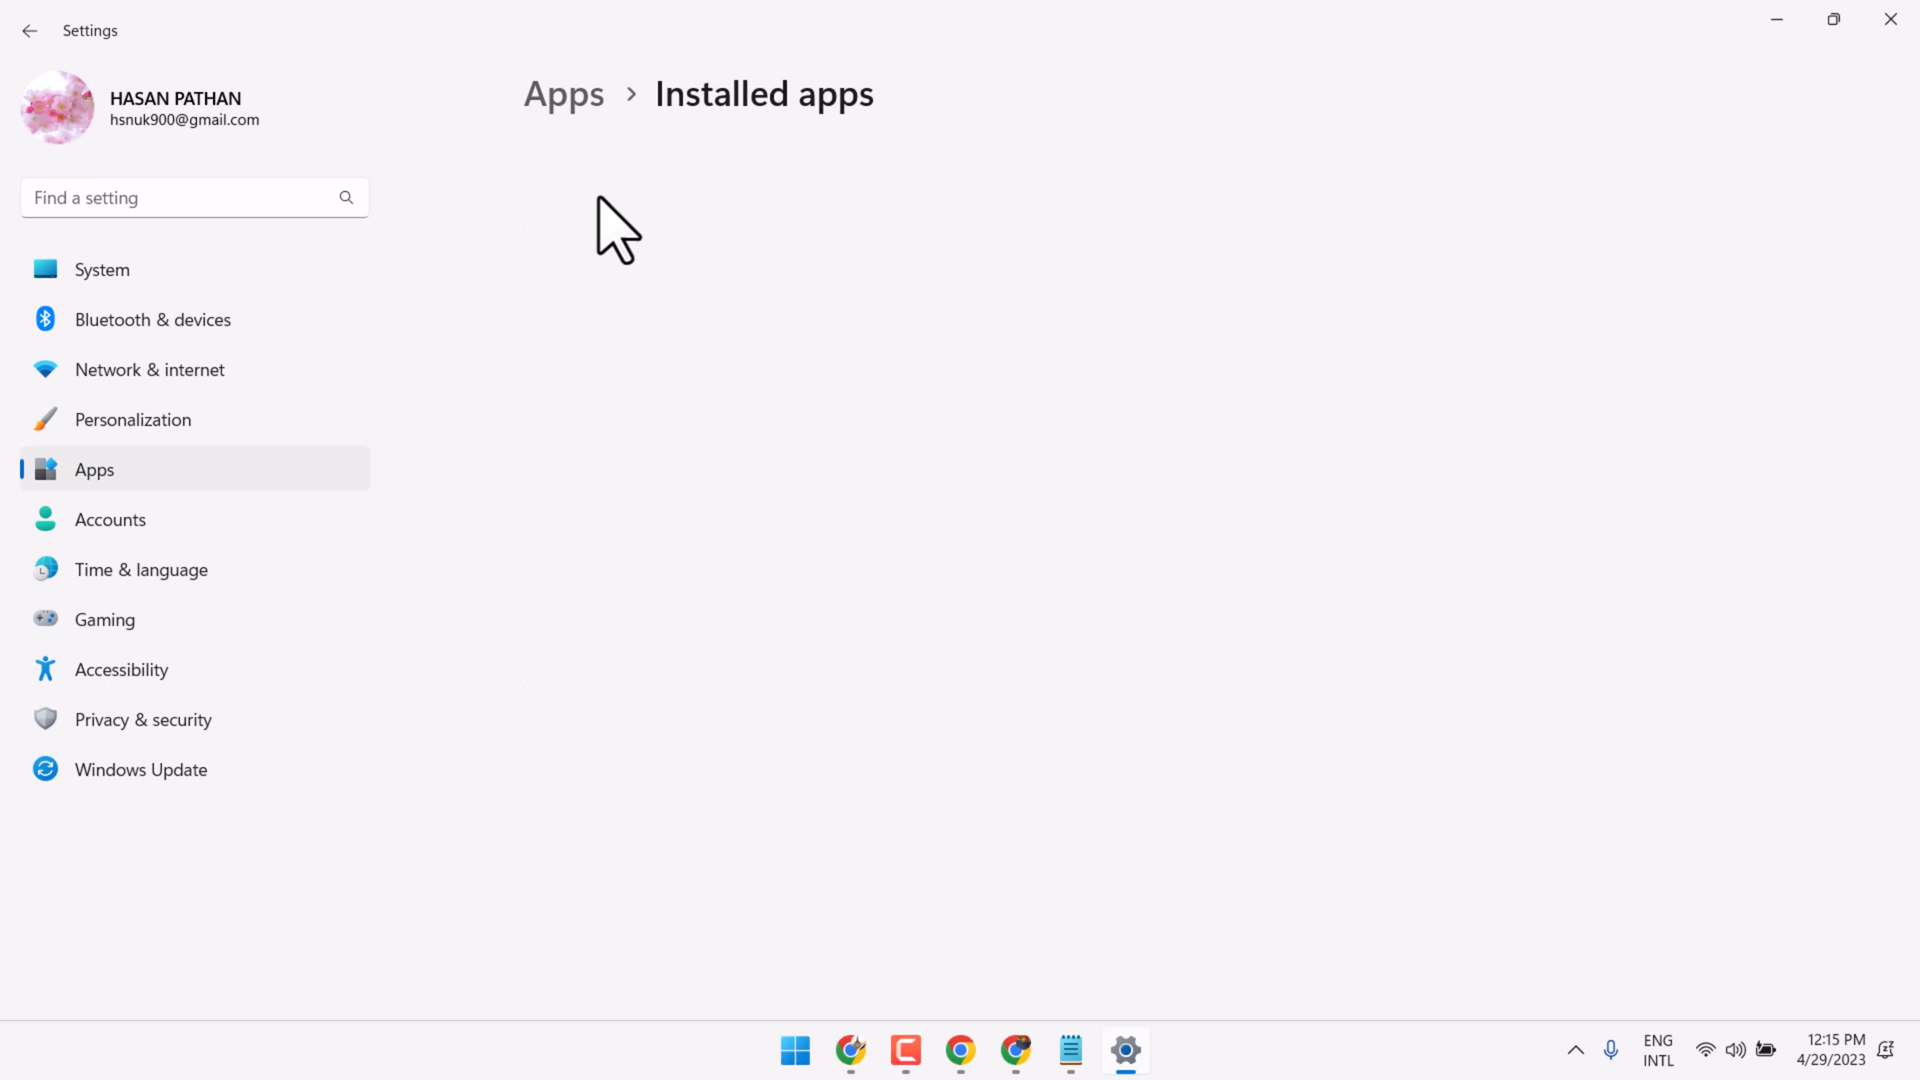 Settings
HASAN PATHAN
hsnuk900@gmail.com
Find a setting
System
Bluetooth & devices
Network & internet
Personalization
Apps
Accounts
Time & language
Gaming
Accessibility
Privacy & security
Windows Update
Apps > Installed apps
ENG
INTL
12:15 PM
4/29/2023